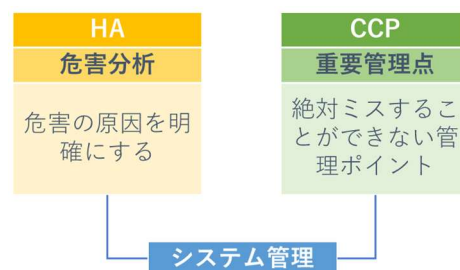 HA
危害分析
危害の原因を明
確にする
CCP
重要管理点
絶対ミスするこ
とができない管
理ポイント
システム管理